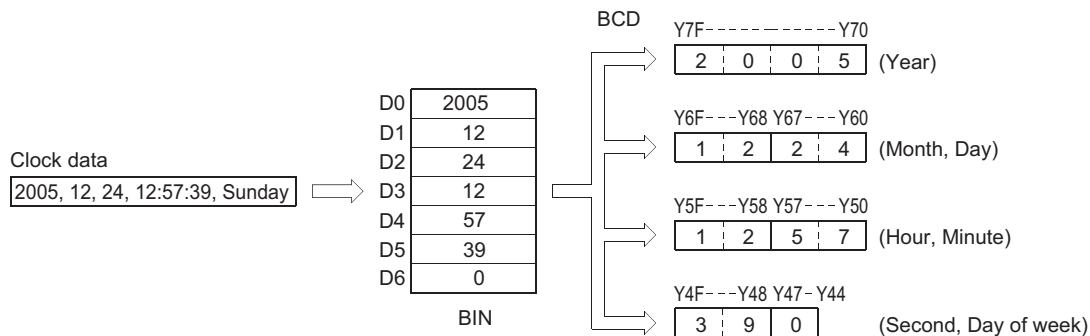 Clock data
2005, 12, 24, 12:57:39, Sunday
D0 2005
D1 12
D2 24
D3 12
D4 57
D5 39
D6 0
BIN
BCD
Y7F------------Y70
2 0 0 5 (Year)
Y6F---Y68 Y67---Y60
1 2 2 4 (Month, Day)
Y5F---Y58 Y57---Y50
1 2 5 7 (Hour, Minute)
Y4F---Y48 Y47-Y44
3 9 0 (Second, Day of week)